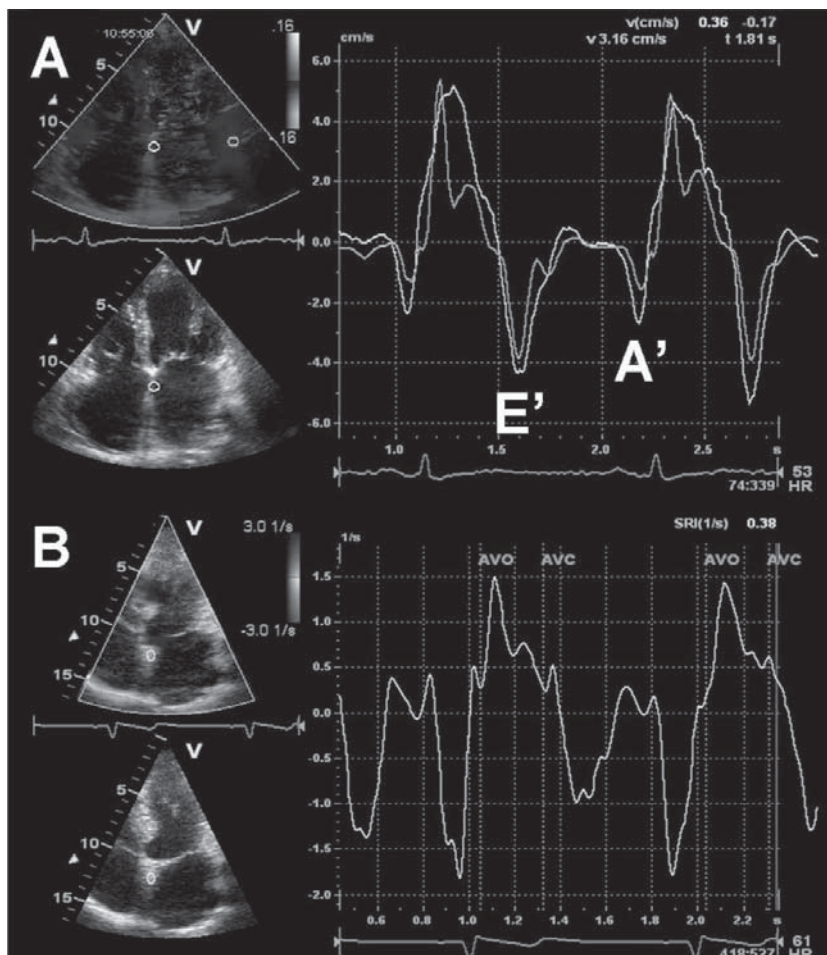 A
10:55:06
V
.16
16
5
10
V
5
10
v(cm/s) 0.36 -0.17
v 3.16 cm/s t 1.81 s
cm/s
6.0
4.0
2.0
0.0
-2.0
-4.0
-6.0
E'
A'
1.0 1.5 2.0 2.5 s
53
74:339 HR
B
V
3.0 1/s
-3.0 1/s
5
10
15
V
5
10
15
SRI(1/s) 0.38
1/s
AVO AVC AVO AVC
1.5
1.0
0.5
0.0
-0.5
-1.0
-1.5
-2.0
0.6 0.8 1.0 1.2 1.4 1.6 1.8 2.0 2.2 s
61
418:527 HR